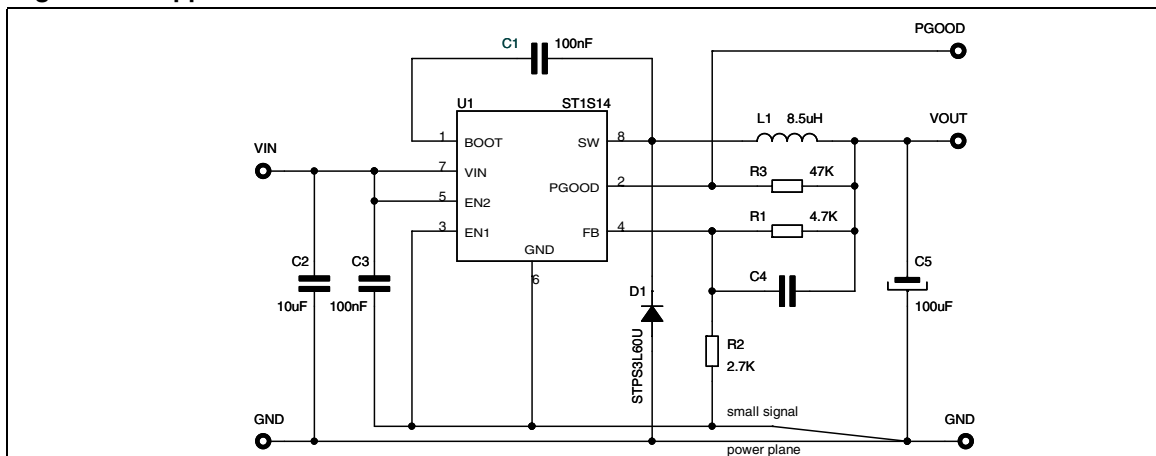 C1 100nF
PGOOD
U1 ST1S14
L1 8.5uH
VOUT
1 BOOT SW 8
VIN
7 VIN
PGOOD 2
R3 47K
5 EN2
R1 4.7K
3 EN1 FB 4
GND
6
C2 C3
10uF 100nF
C4
C5
100uF
D1
STPS3L60U
R2
2.7K
small signal
GND
GND
power plane